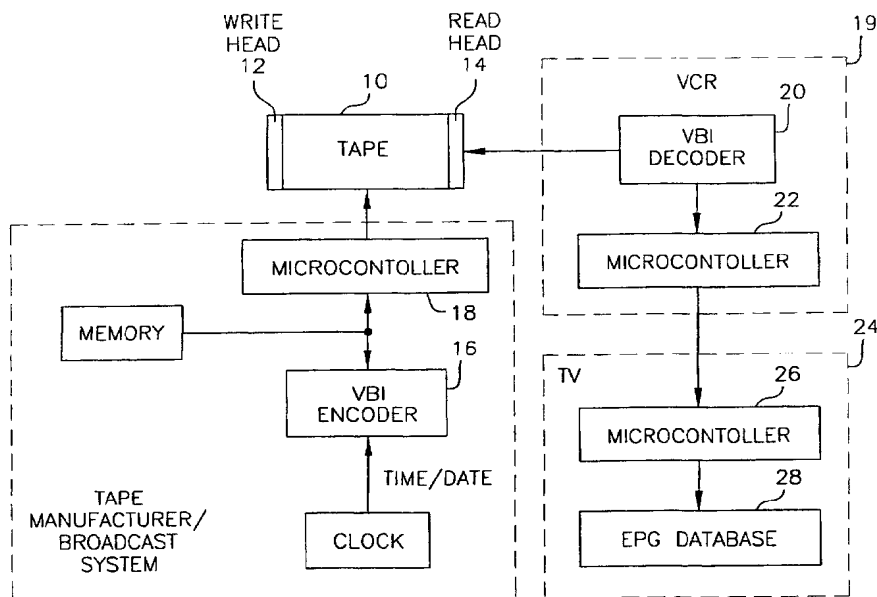 WRITE
HEAD
12
READ
HEAD
14
10
TAPE
19
VCR
20
VBI
DECODER
22
MICROCONTOLLER
MICROCONTOLLER
18
MEMORY
16
VBI
ENCODER
TIME/DATE
CLOCK
TAPE
MANUFACTURER/
BROADCAST
SYSTEM
24
TV
26
MICROCONTOLLER
28
EPG DATABASE